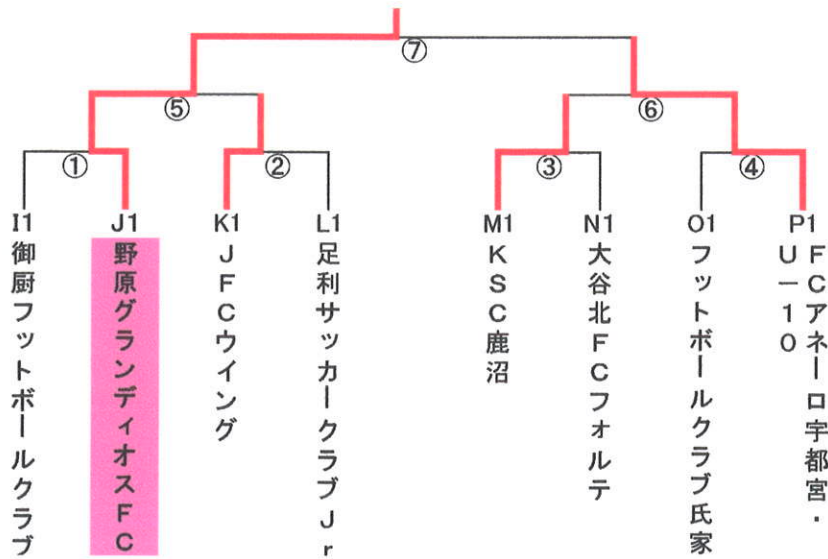 ⑦
⑤
⑥
①
②
③
④
I1
御厨フットボールクラブ
J1
野原グランディオスFC
K1
JFCウイング
L1
足利サッカークラブJr
M1
KSC鹿沼
N1
大谷北FCフォルテ
O1
フットボールクラブ氏家
P1
FCアネーロ宇都宮・
U-10